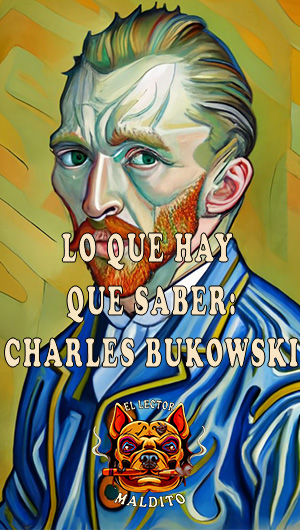 LO QUE HAY
QUE SABER:
CHARLES BUKOWSKI
EL LECTOR
MALDITO